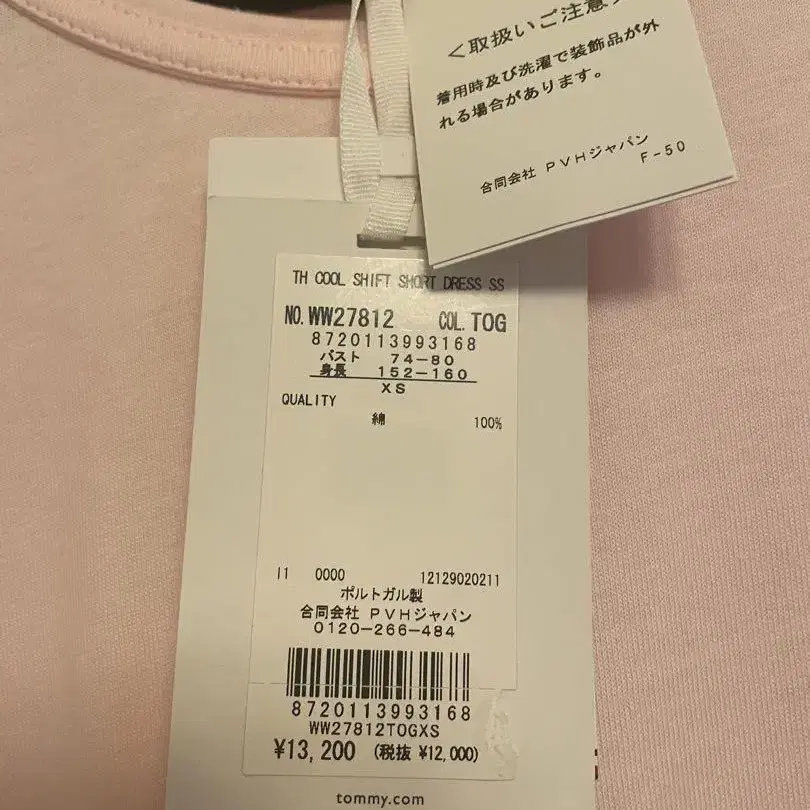 <取扱いご注意>
着用時及び洗濯で装飾品が外
れる場合があります。
合同会社 PVHジャパン
F-50
TH COOL SHIFT SHORT DRESS SS
NO. WW27812 COL. TOG
8720113993168
バスト 74-80
身長 152-160
XS
QUALITY
綿 100%
I1 0000 12129020211
ポルトガル製
合同会社 PVHジャパン
0120-266-484
8720113993168
WW27812TOGXS
¥13,200 (税抜 ¥12,000)
tommy.com